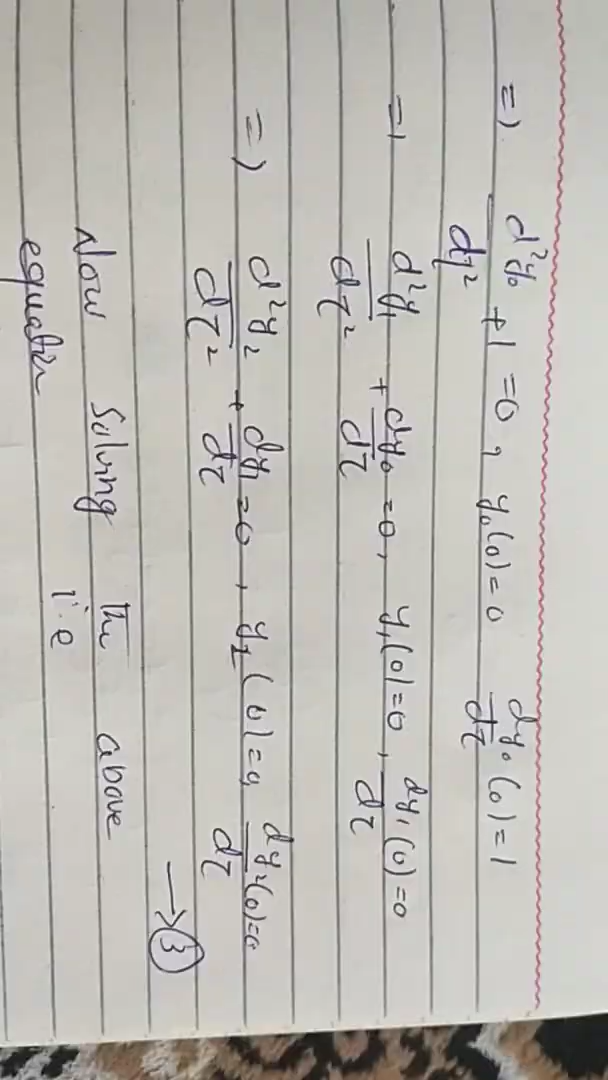 =) d²y₀/dτ² + 1 = 0, y₀(0) = 0 dy₀/dτ (0) = 1
=) d²y₁/dτ² + dy₀/dτ = 0, y₁(0) = 0, dy₁/dτ (0) = 0
=) d²y₂/dτ² + dy₁/dτ = 0, y₂(0) = 0, dy₂/dτ (0) = 0
→ ③
Now Solving the above
equation i.e